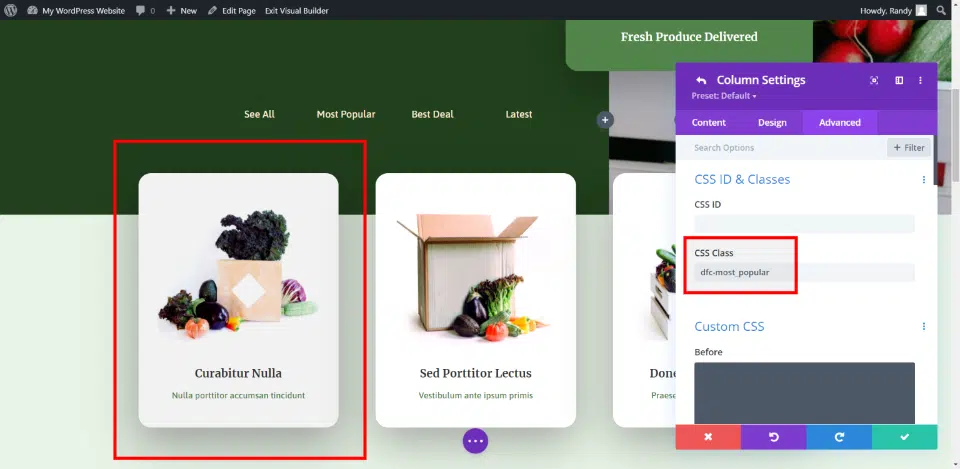 My WordPress Website 0 New Edit Page Exit Visual Builder Howdy, Randy
Fresh Produce Delivered
See All Most Popular Best Deal Latest
Curabitur Nulla
Nulla porttitor accumsan tincidunt
Sed Porttitor Lectus
Vestibulum ante ipsum primis
Done
Praese
Column Settings
Preset: Default
Content Design Advanced
Search Options + Filter
CSS ID & Classes
CSS ID
CSS Class
dfc-most_popular
Custom CSS
Before